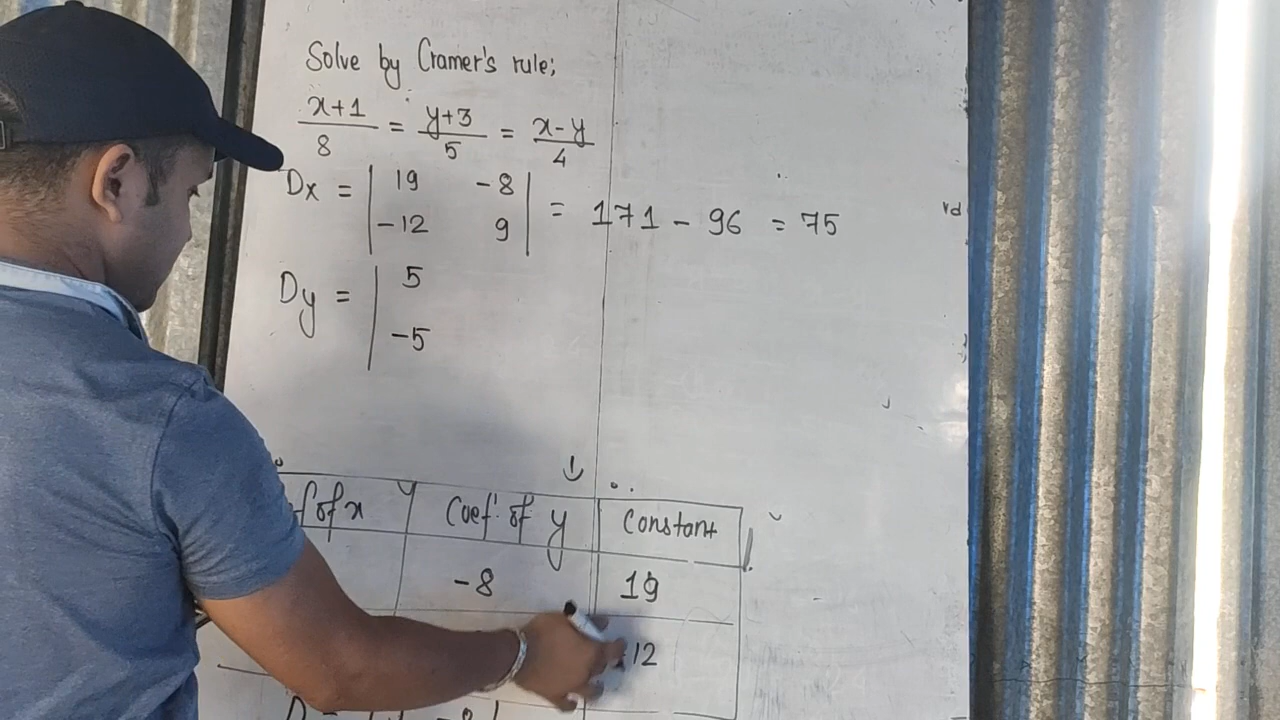 Solve by Cramer's rule;
x+1/8 = y+3/5 = x-y/4
Dx = | 19 -8 |
| -12 9 | = 171 - 96 = 75
Dy = | 5
| -5
f of x Coef. of y Constant
-8 19
12